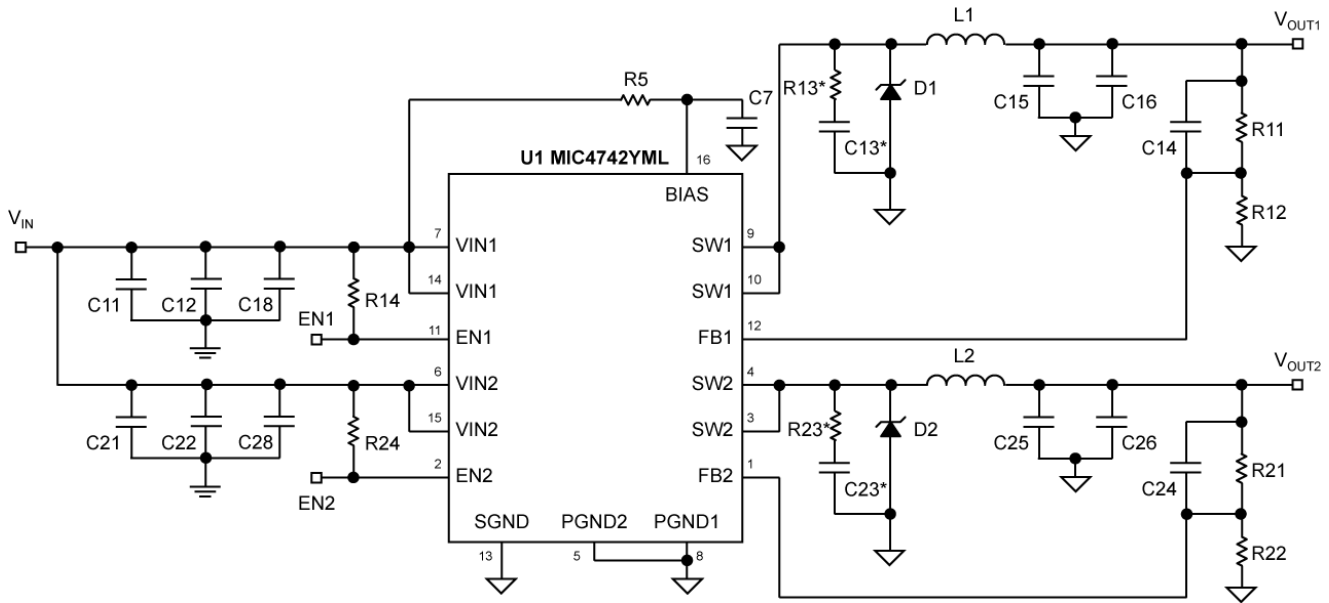 L1
VOUT1
R5
C7
R13*
D1
C15
C16
C14
R11
C13*
U1 MIC4742YML
16
BIAS
R12
VIN
7
VIN1
SW1
9
C11
C12
C18
R14
14
VIN1
SW1
10
EN1
11
EN1
FB1
12
L2
VOUT2
6
VIN2
SW2
4
C21
C22
C28
R24
15
VIN2
SW2
3
R23*
D2
C25
C26
C24
R21
2
EN2
FB2
1
C23*
EN2
SGND
PGND2
PGND1
13
5
8
R22